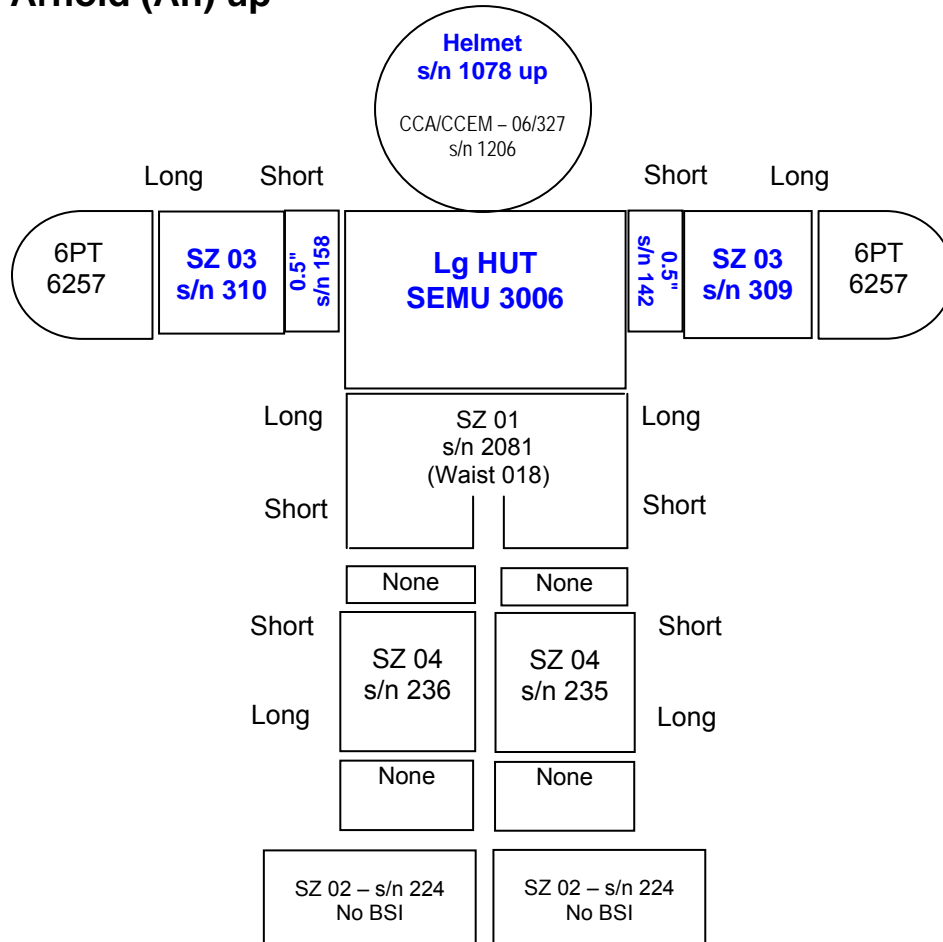 Arnold (An) up
Helmet
s/n 1078 up
CCA/CCEM – 06/327
s/n 1206
Long Short Short Long
6PT
6257
SZ 03
s/n 310
0.5"
s/n 158
Lg HUT
SEMU 3006
0.5"
s/n 142
SZ 03
s/n 309
6PT
6257
Long
SZ 01
s/n 2081
(Waist 018)
Long
Short
Short
None None
Short
SZ 04
s/n 236
SZ 04
s/n 235
Short
Long
Long
None None
SZ 02 – s/n 224
No BSI
SZ 02 – s/n 224
No BSI